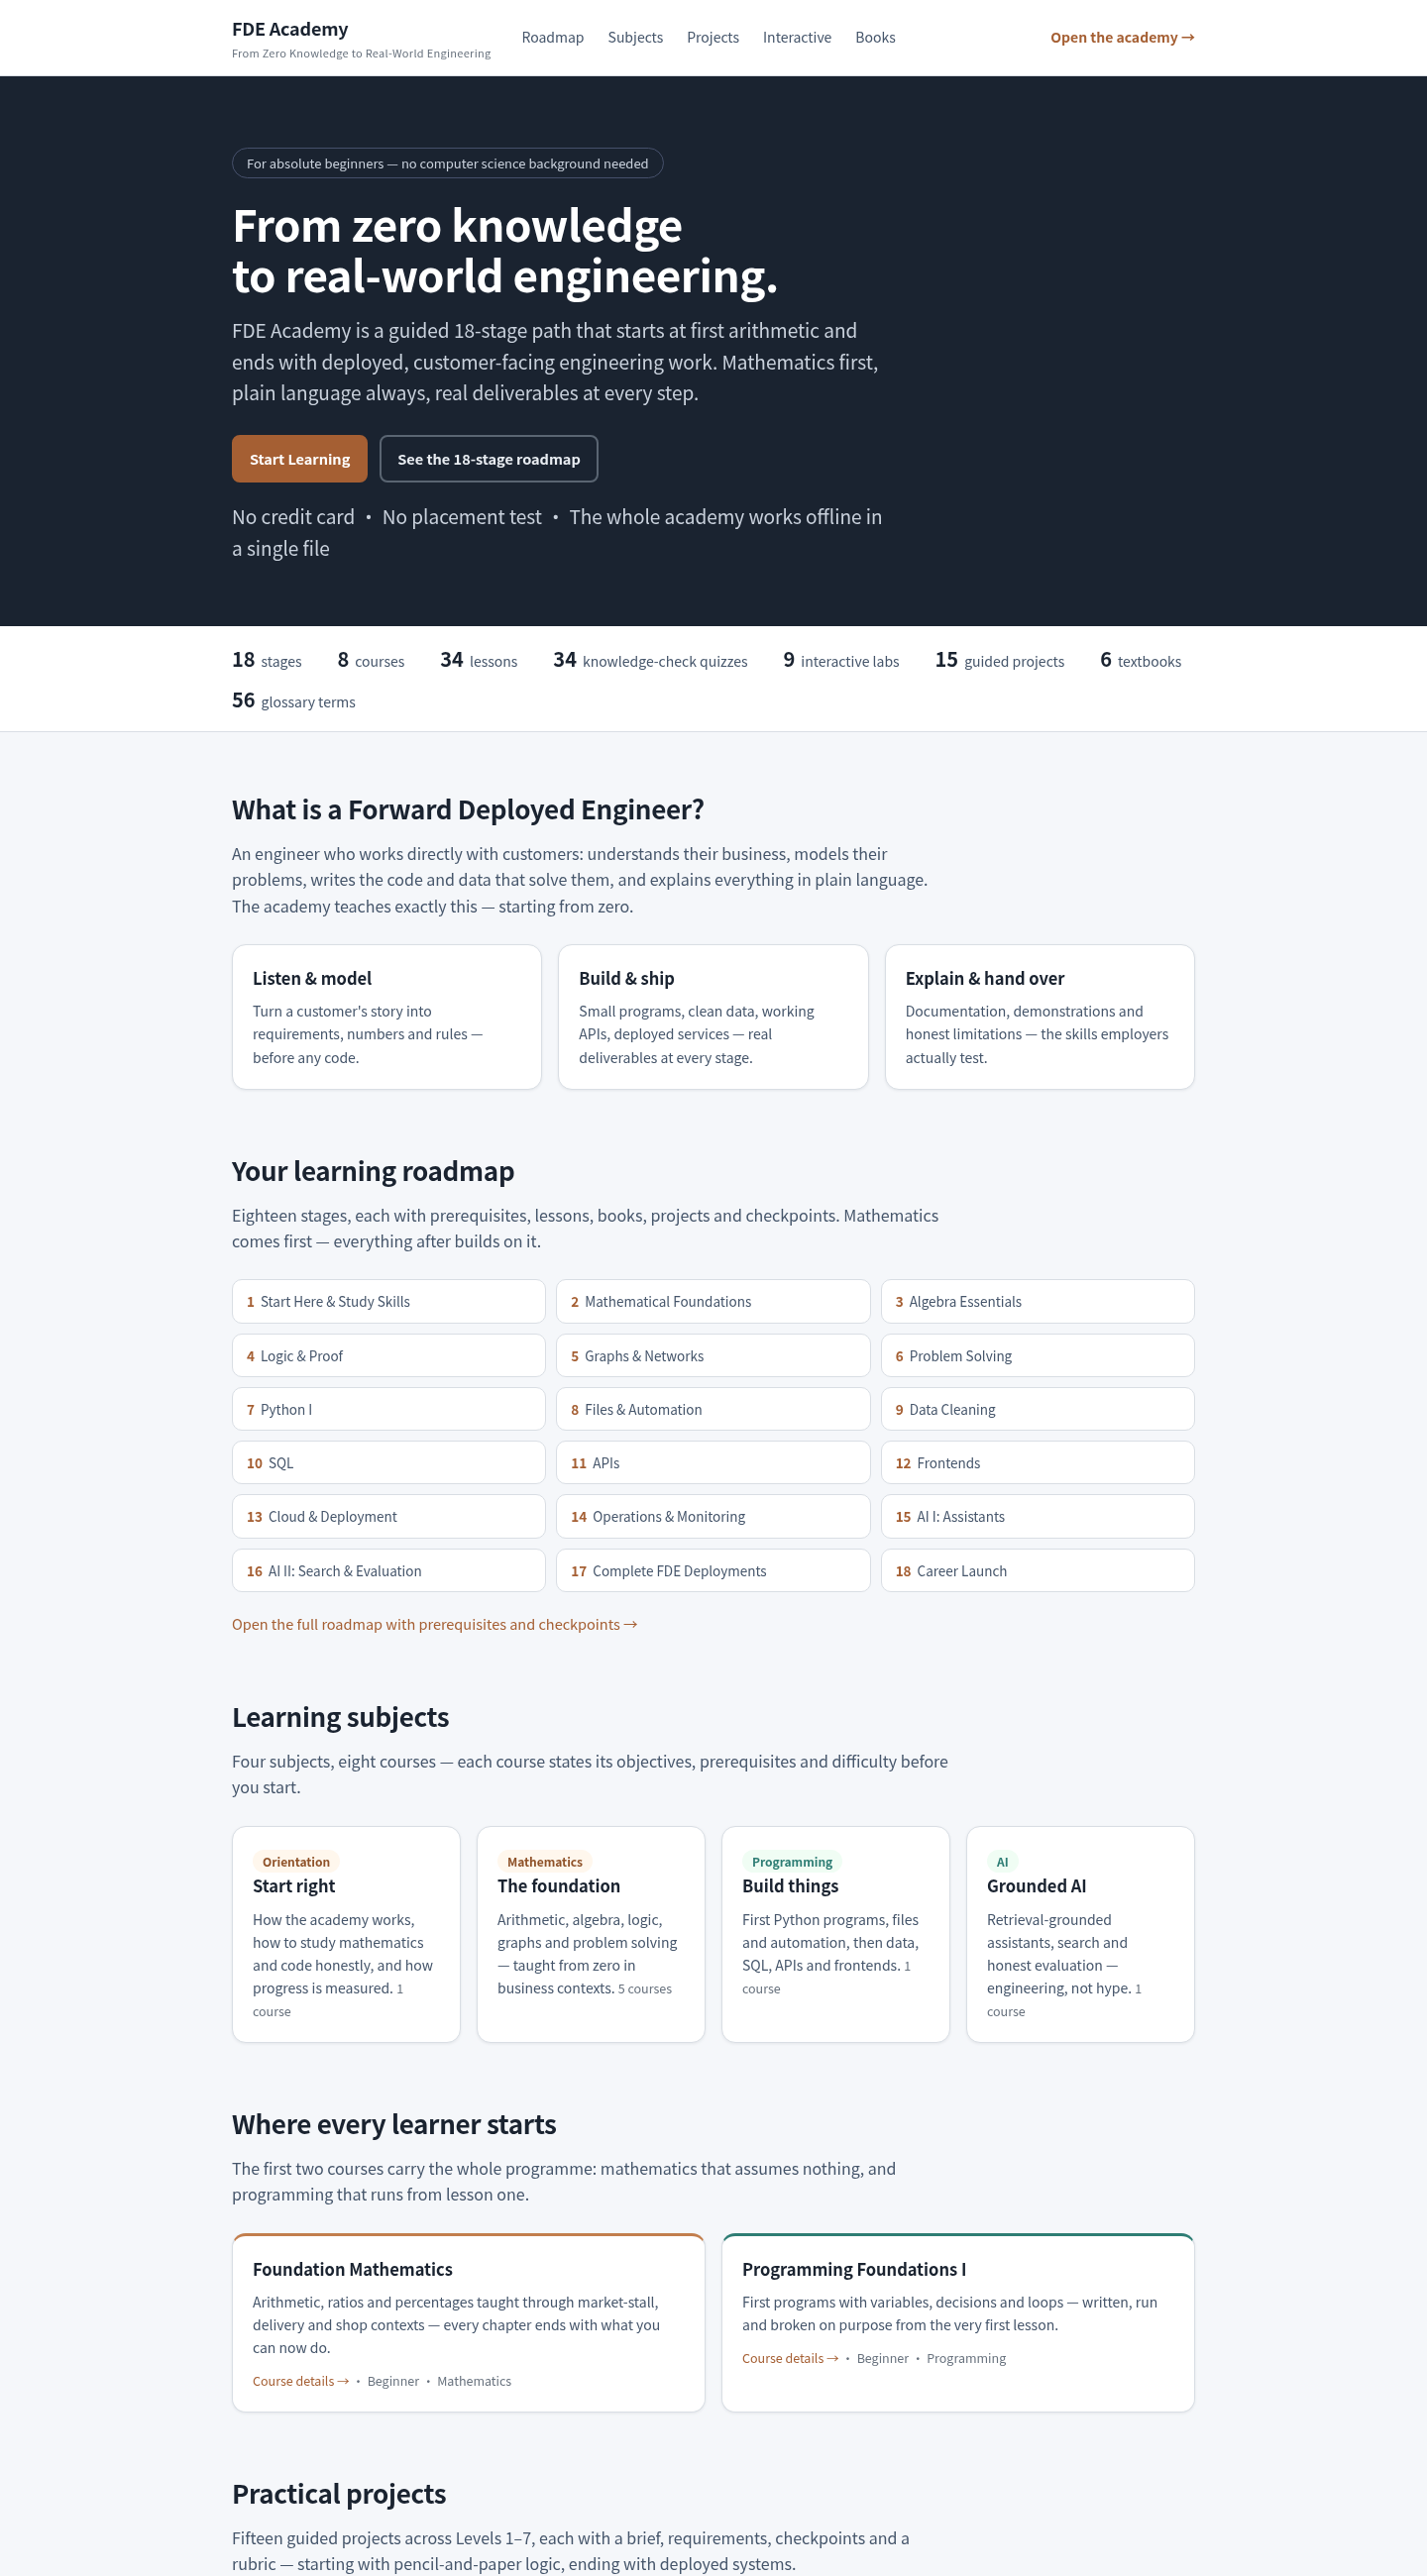 FDE Academy
From Zero Knowledge to Real-World Engineering
Roadmap
Subjects
Projects
Interactive
Books
Open the academy →
For absolute beginners — no computer science background needed
From zero knowledge
to real-world engineering.
FDE Academy is a guided 18-stage path that starts at first arithmetic and
ends with deployed, customer-facing engineering work. Mathematics first,
plain language always, real deliverables at every step.
Start Learning
See the 18-stage roadmap
No credit card • No placement test • The whole academy works offline in
a single file
18 stages
8 courses
34 lessons
34 knowledge-check quizzes
9 interactive labs
15 guided projects
6 textbooks
56 glossary terms
What is a Forward Deployed Engineer?
An engineer who works directly with customers: understands their business, models their
problems, writes the code and data that solve them, and explains everything in plain language.
The academy teaches exactly this — starting from zero.
Listen & model
Turn a customer's story into
requirements, numbers and rules —
before any code.
Build & ship
Small programs, clean data, working
APIs, deployed services — real
deliverables at every stage.
Explain & hand over
Documentation, demonstrations and
honest limitations — the skills employers
actually test.
Your learning roadmap
Eighteen stages, each with prerequisites, lessons, books, projects and checkpoints. Mathematics
comes first — everything after builds on it.
1 Start Here & Study Skills
2 Mathematical Foundations
3 Algebra Essentials
4 Logic & Proof
5 Graphs & Networks
6 Problem Solving
7 Python I
8 Files & Automation
9 Data Cleaning
10 SQL
11 APIs
12 Frontends
13 Cloud & Deployment
14 Operations & Monitoring
15 AI I: Assistants
16 AI II: Search & Evaluation
17 Complete FDE Deployments
18 Career Launch
Open the full roadmap with prerequisites and checkpoints →
Learning subjects
Four subjects, eight courses — each course states its objectives, prerequisites and difficulty before
you start.
Orientation
Start right
How the academy works,
how to study mathematics
and code honestly, and how
progress is measured. 1
course
Mathematics
The foundation
Arithmetic, algebra, logic,
graphs and problem solving
— taught from zero in
business contexts. 5 courses
Programming
Build things
First Python programs, files
and automation, then data,
SQL, APIs and frontends. 1
course
AI
Grounded AI
Retrieval-grounded
assistants, search and
honest evaluation —
engineering, not hype. 1
course
Where every learner starts
The first two courses carry the whole programme: mathematics that assumes nothing, and
programming that runs from lesson one.
Foundation Mathematics
Arithmetic, ratios and percentages taught through market-stall,
delivery and shop contexts — every chapter ends with what you
can now do.
Course details → • Beginner • Mathematics
Programming Foundations I
First programs with variables, decisions and loops — written, run
and broken on purpose from the very first lesson.
Course details → • Beginner • Programming
Practical projects
Fifteen guided projects across Levels 1–7, each with a brief, requirements, checkpoints and a
rubric — starting with pencil-and-paper logic, ending with deployed systems.